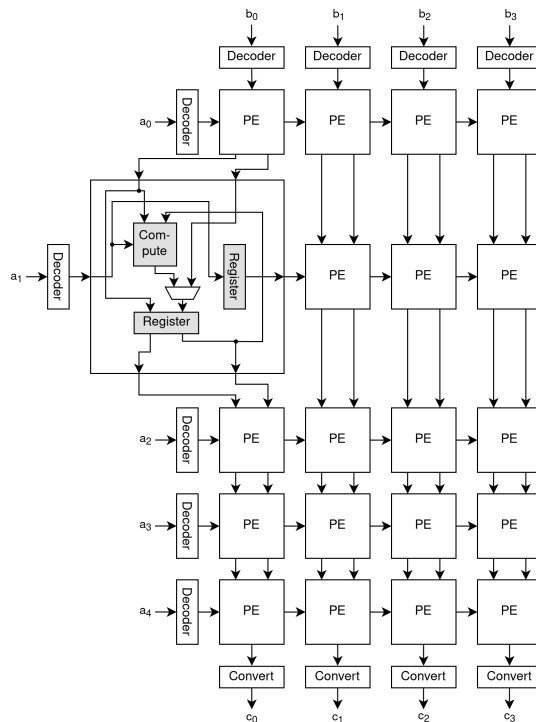 b₀ b₁ b₂ b₃
Decoder Decoder Decoder Decoder
a₀ Decoder PE PE PE PE
Com-
pute
a₁ Decoder Register PE PE PE
Register
a₂ Decoder PE PE PE PE
a₃ Decoder PE PE PE PE
a₄ Decoder PE PE PE PE
Convert Convert Convert Convert
c₀ c₁ c₂ c₃